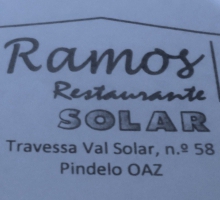 Ramos
Restaurante
SOLAR
Travessa Val Solar, n.º 58
Pindelo OAZ